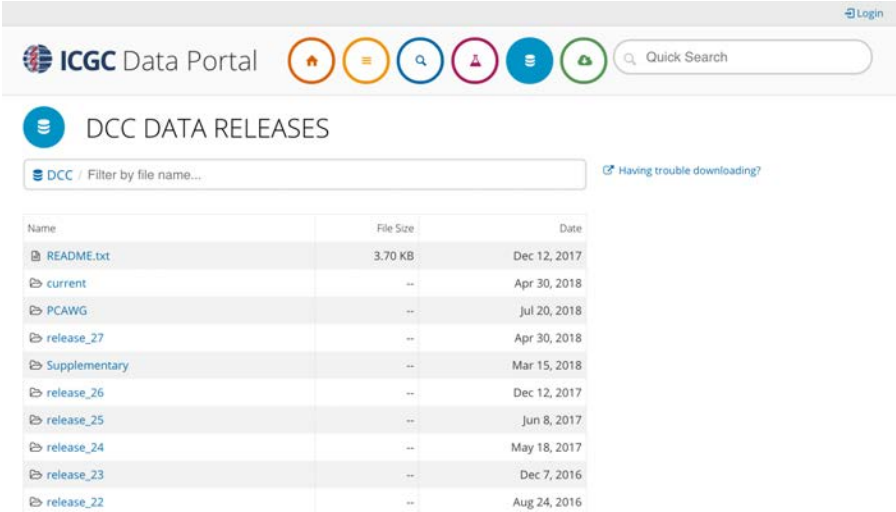 Login
ICGC Data Portal
Quick Search
DCC DATA RELEASES
DCC / Filter by file name...
Having trouble downloading?
Name File Size Date
README.txt 3.70 KB Dec 12, 2017
current -- Apr 30, 2018
PCAWG -- Jul 20, 2018
release_27 -- Apr 30, 2018
Supplementary -- Mar 15, 2018
release_26 -- Dec 12, 2017
release_25 -- Jun 8, 2017
release_24 -- May 18, 2017
release_23 -- Dec 7, 2016
release_22 -- Aug 24, 2016